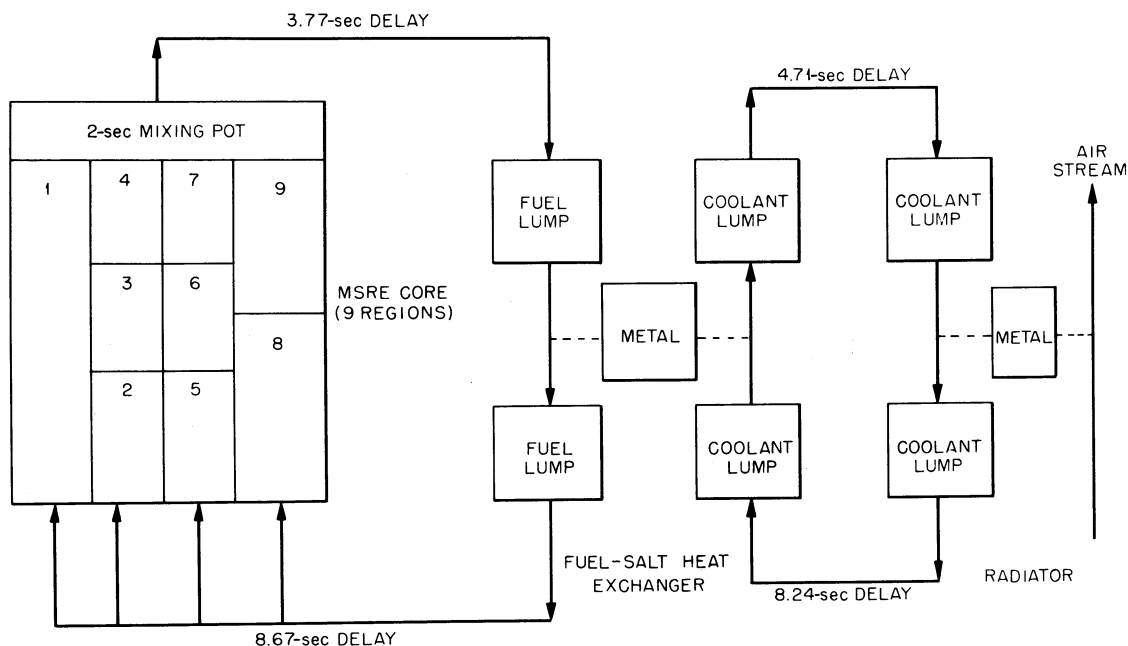 3.77-sec DELAY
4.71-sec DELAY
2-sec MIXING POT
AIR
STREAM
1
4
7
9
FUEL
LUMP
COOLANT
LUMP
COOLANT
LUMP
3
6
MSRE CORE
(9 REGIONS)
8
METAL
METAL
2
5
FUEL
LUMP
COOLANT
LUMP
COOLANT
LUMP
FUEL-SALT HEAT
EXCHANGER
RADIATOR
8.24-sec DELAY
8.67-sec DELAY